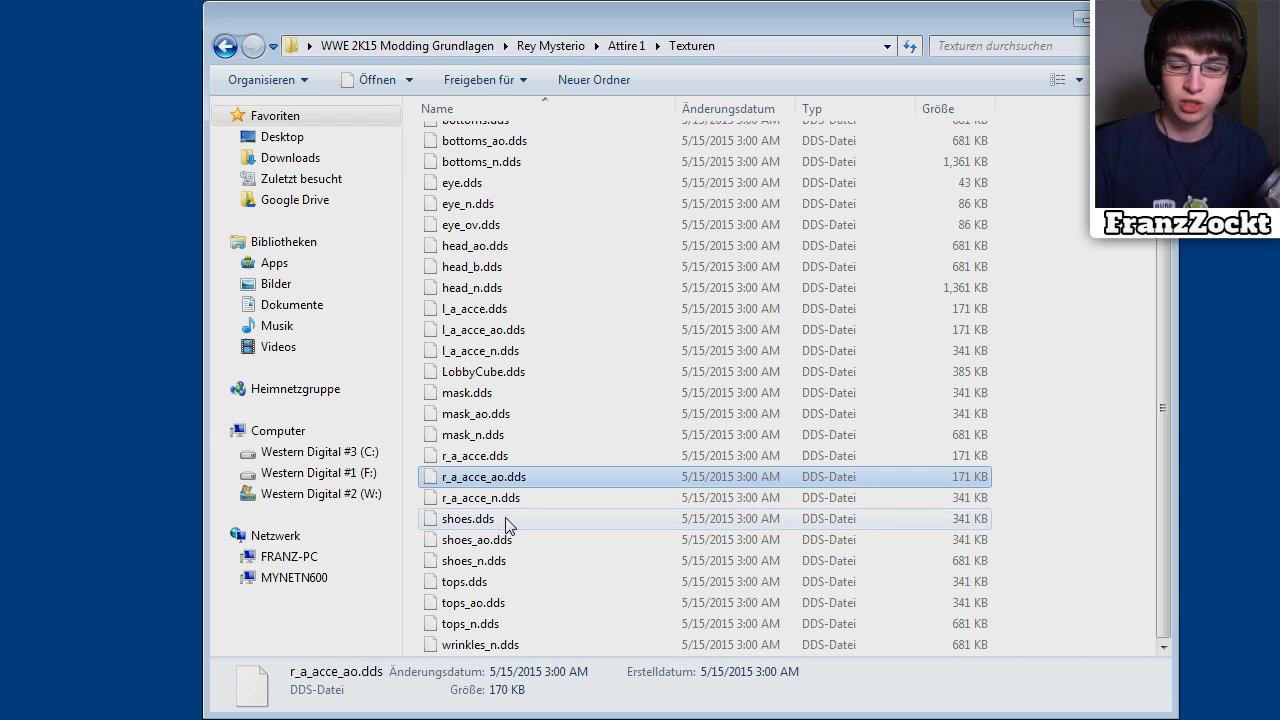 WWE 2K15 Modding Grundlagen Rey Mysterio Attire 1 Texturen Texturen durchsuchen
Organisieren Öffnen Freigeben für Neuer Ordner
Name Änderungsdatum Typ Größe
Favoriten
Desktop
Downloads
Zuletzt besucht
Google Drive
Bibliotheken
Apps
Bilder
Dokumente
Musik
Videos
Heimnetzgruppe
Computer
Western Digital #3 (C:)
Western Digital #1 (F:)
Western Digital #2 (W:)
Netzwerk
FRANZ-PC
MYNETN600
bottoms.dds 5/15/2015 3:00 AM DDS-Datei 681 KB
bottoms_ao.dds 5/15/2015 3:00 AM DDS-Datei 681 KB
bottoms_n.dds 5/15/2015 3:00 AM DDS-Datei 1,361 KB
eye.dds 5/15/2015 3:00 AM DDS-Datei 43 KB
eye_n.dds 5/15/2015 3:00 AM DDS-Datei 86 KB
eye_ov.dds 5/15/2015 3:00 AM DDS-Datei 86 KB
head_ao.dds 5/15/2015 3:00 AM DDS-Datei 681 KB
head_b.dds 5/15/2015 3:00 AM DDS-Datei 681 KB
head_n.dds 5/15/2015 3:00 AM DDS-Datei 1,361 KB
l_a_acce.dds 5/15/2015 3:00 AM DDS-Datei 171 KB
l_a_acce_ao.dds 5/15/2015 3:00 AM DDS-Datei 171 KB
l_a_acce_n.dds 5/15/2015 3:00 AM DDS-Datei 341 KB
LobbyCube.dds 5/15/2015 3:00 AM DDS-Datei 385 KB
mask.dds 5/15/2015 3:00 AM DDS-Datei 341 KB
mask_ao.dds 5/15/2015 3:00 AM DDS-Datei 341 KB
mask_n.dds 5/15/2015 3:00 AM DDS-Datei 681 KB
r_a_acce.dds 5/15/2015 3:00 AM DDS-Datei 171 KB
r_a_acce_ao.dds 5/15/2015 3:00 AM DDS-Datei 171 KB
r_a_acce_n.dds 5/15/2015 3:00 AM DDS-Datei 341 KB
shoes.dds 5/15/2015 3:00 AM DDS-Datei 341 KB
shoes_ao.dds 5/15/2015 3:00 AM DDS-Datei 341 KB
shoes_n.dds 5/15/2015 3:00 AM DDS-Datei 681 KB
tops.dds 5/15/2015 3:00 AM DDS-Datei 341 KB
tops_ao.dds 5/15/2015 3:00 AM DDS-Datei 341 KB
tops_n.dds 5/15/2015 3:00 AM DDS-Datei 681 KB
wrinkles_n.dds 5/15/2015 3:00 AM DDS-Datei 681 KB
r_a_acce_ao.dds Änderungsdatum: 5/15/2015 3:00 AM Erstelldatum: 5/15/2015 3:00 AM
DDS-Datei Größe: 170 KB
FranzZockt